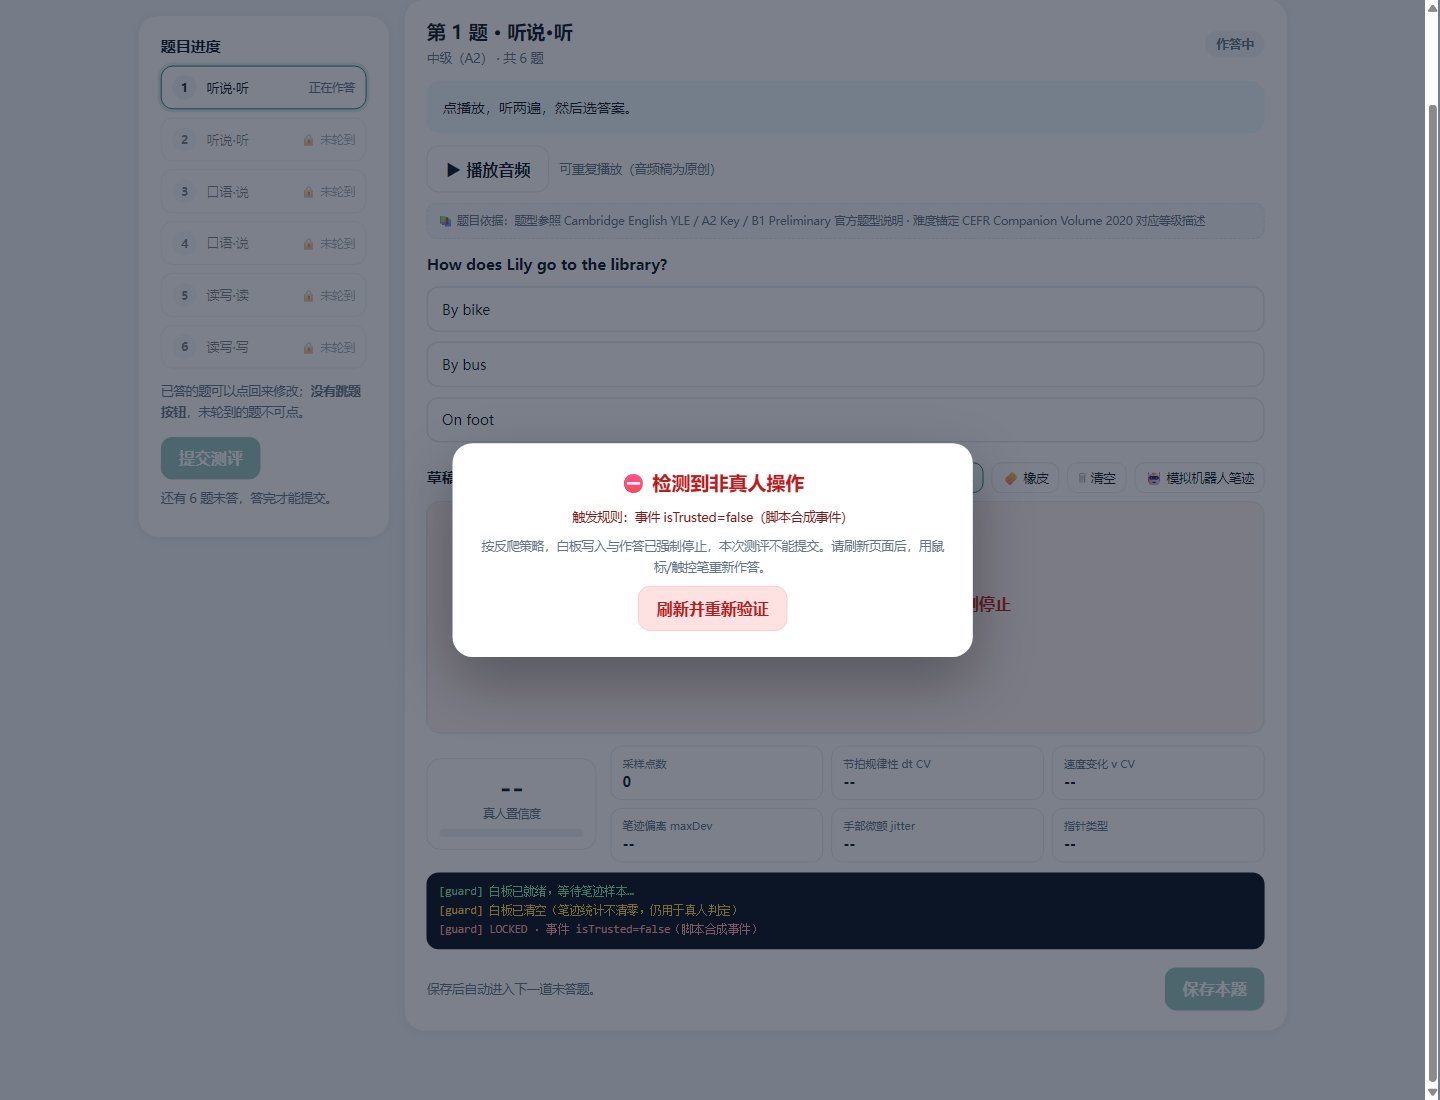 题目进度
1 听说·听 正在作答
2 听说·听 未轮到
3 口语·说 未轮到
4 口语·说 未轮到
5 读写·读 未轮到
6 读写·写 未轮到
已答的题可以点回来修改；没有跳题
按钮，未轮到的题不可点。
提交测评
还有 6 题未答，答完才能提交。
第 1 题 · 听说·听
中级（A2） · 共 6 题
作答中
点播放，听两遍，然后选答案。
▶ 播放音频
可重复播放（音频稿为原创）
题目依据：题型参照 Cambridge English YLE / A2 Key / B1 Preliminary 官方题型说明 · 难度锚定 CEFR Companion Volume 2020 对应等级描述
How does Lily go to the library?
By bike
By bus
On foot
草稿
橡皮
清空
模拟机器人笔迹
检测到非真人操作
触发规则：事件 isTrusted=false（脚本合成事件）
按反爬策略，白板写入与作答已强制停止，本次测评不能提交。请刷新页面后，用鼠
标/触控笔重新作答。
刷新并重新验证
停止
--
真人置信度
采样点数
0
节拍规律性 dt CV
--
速度变化 v CV
--
笔迹偏离 maxDev
--
手部微颤 jitter
--
指针类型
--
[guard] 白板已就绪，等待笔迹样本…
[guard] 白板已清空（笔迹统计不清零，仍用于真人判定）
[guard] LOCKED · 事件 isTrusted=false（脚本合成事件）
保存后自动进入下一道未答题。
保存本题